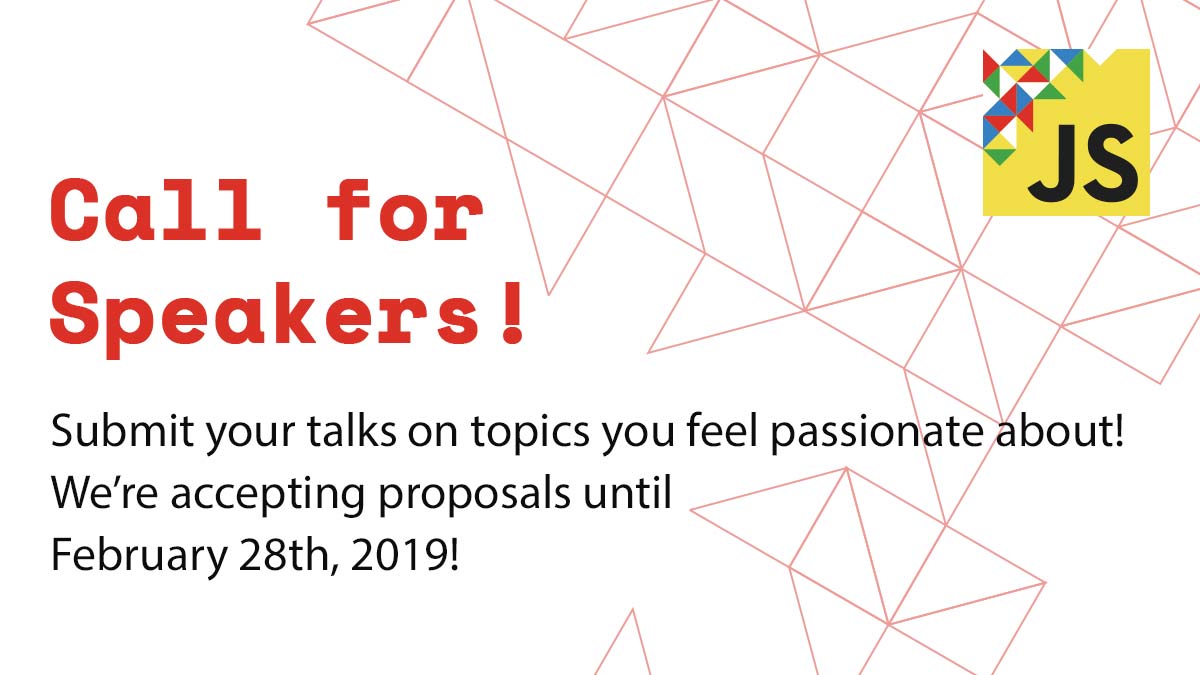 JS
Call for
Speakers!
Submit your talks on topics you feel passionate about!
We’re accepting proposals until
February 28th, 2019!